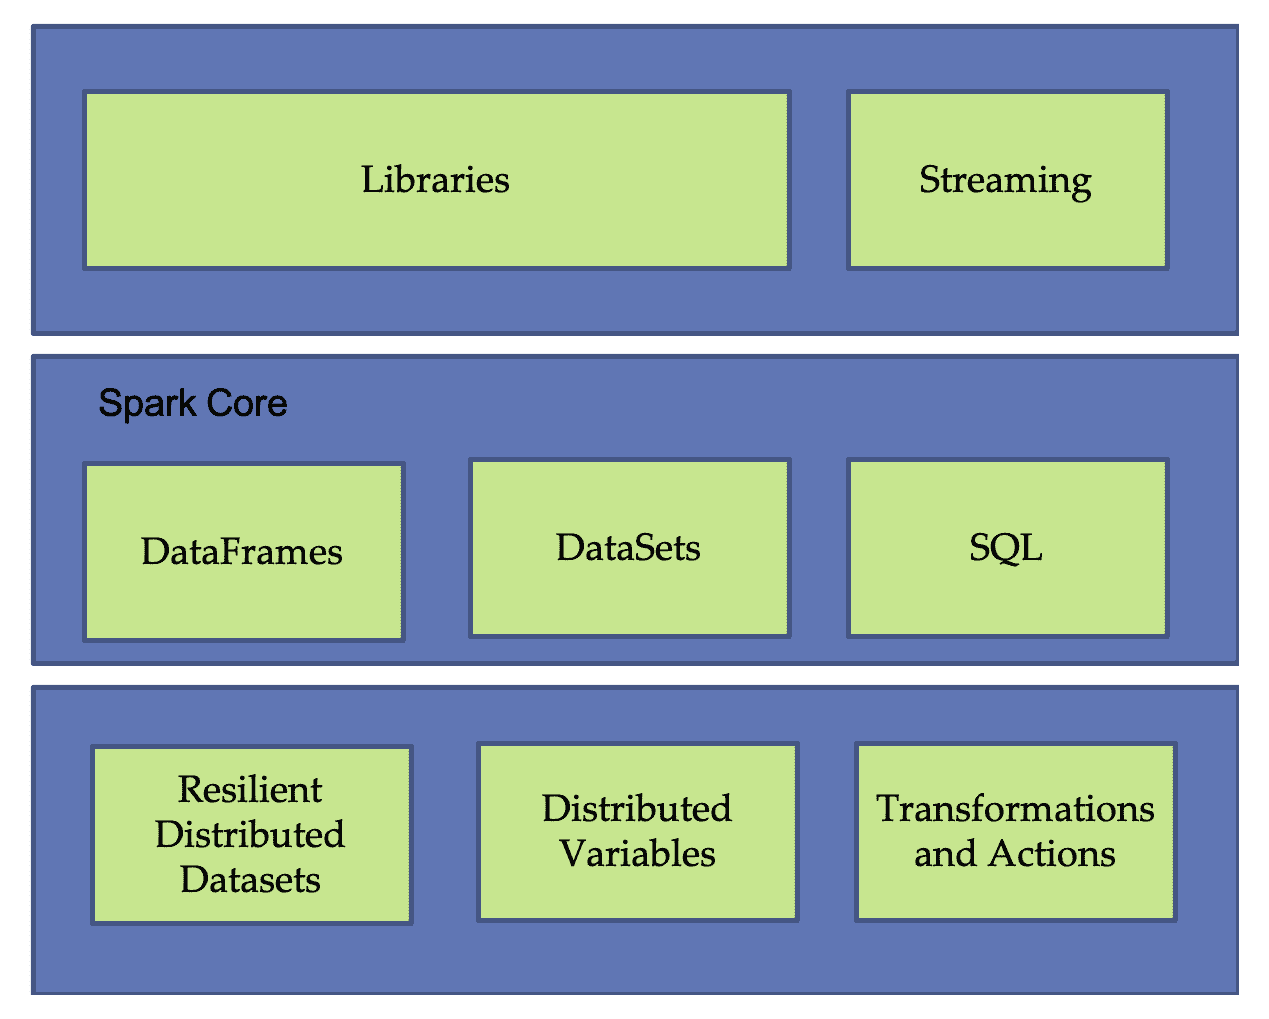 Libraries
Streaming
Spark Core
DataFrames
DataSets
SQL
Resilient
Distributed
Datasets
Distributed
Variables
Transformations
and Actions